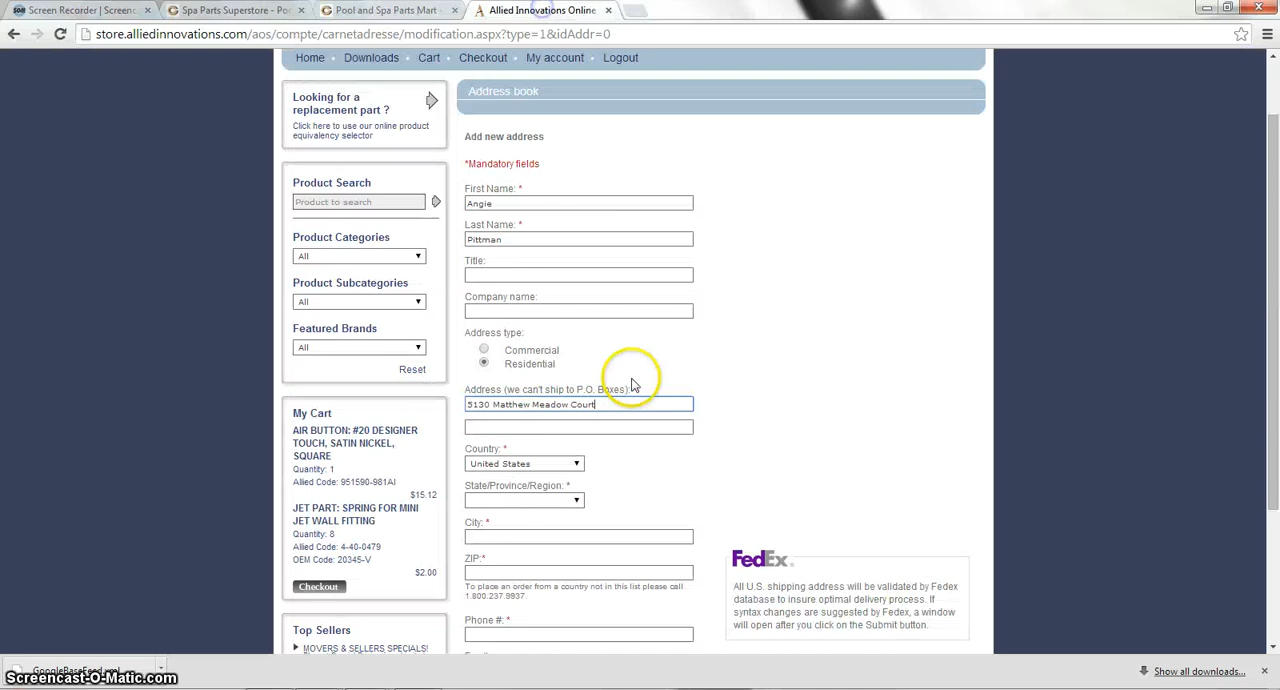 Screen Recorder | Screenc
Spa Parts Superstore - Poo
Pool and Spa Parts Mart -
Allied Innovations Online
store.alliedinnovations.com/aos/compte/carnetadresse/modification.aspx?type=1&idAddr=0
Home • Downloads • Cart • Checkout • My account • Logout
Looking for a
replacement part ?
Click here to use our online product
equivalency selector
Product Search
Product to search
Product Categories
All
Product Subcategories
All
Featured Brands
All
Reset
My Cart
AIR BUTTON: #20 DESIGNER
TOUCH, SATIN NICKEL,
SQUARE
Quantity: 1
Allied Code: 951590-981AI
$15.12
JET PART: SPRING FOR MINI
JET WALL FITTING
Quantity: 8
Allied Code: 4-40-0479
OEM Code: 20345-V
$2.00
Checkout
Top Sellers
MOVERS & SELLERS SPECIALS!
Address book
Add new address
*Mandatory fields
First Name: *
Angie
Last Name: *
Pittman
Title:
Company name:
Address type:
Commercial
Residential
Address (we can't ship to P.O. Boxes):
5130 Matthew Meadow Court
Country: *
United States
State/Province/Region: *
City: *
ZIP:*
To place an order from a country not in this list please call
1.800.237.9937.
Phone #: *
FedEx
All U.S. shipping address will be validated by Fedex
database to insure optimal delivery process. If
syntax changes are suggested by Fedex, a window
will open after you click on the Submit button.
GoogleBaseFeed.xml
Show all downloads...
Screencast-O-Matic.com